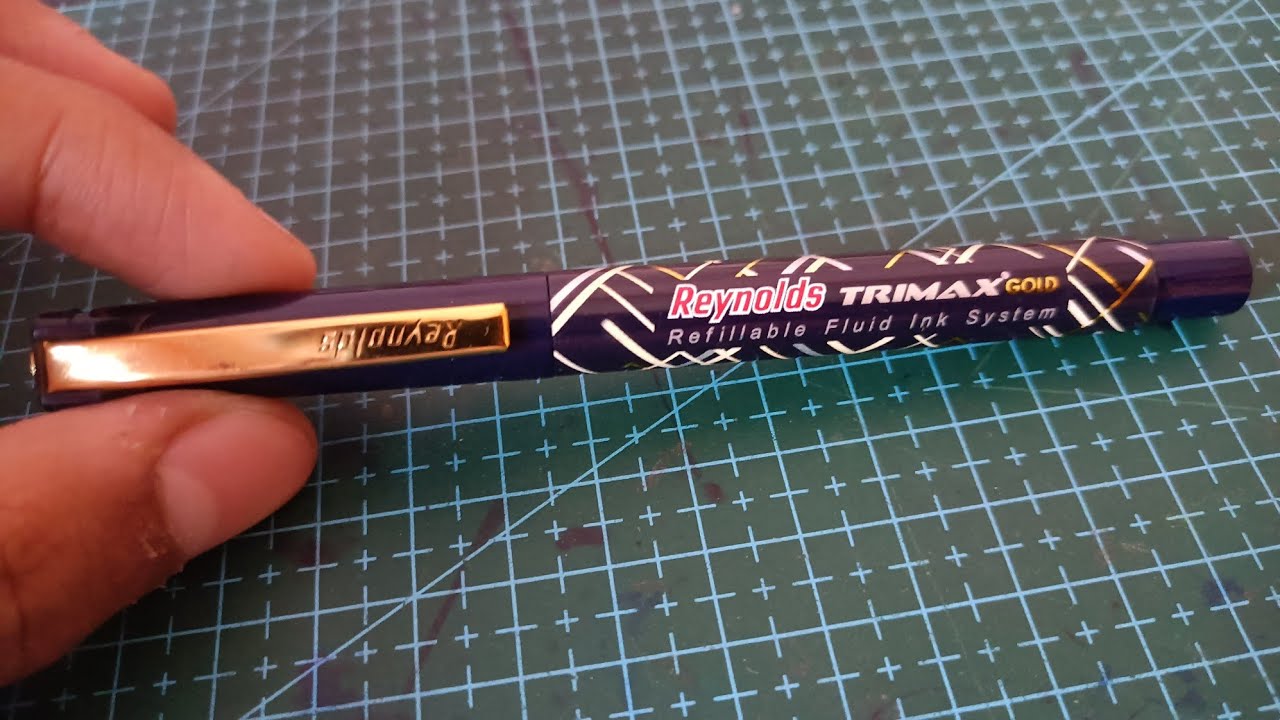 Reynolds
Reynolds TRIMAX GOLD
Refillable Fluid Ink System